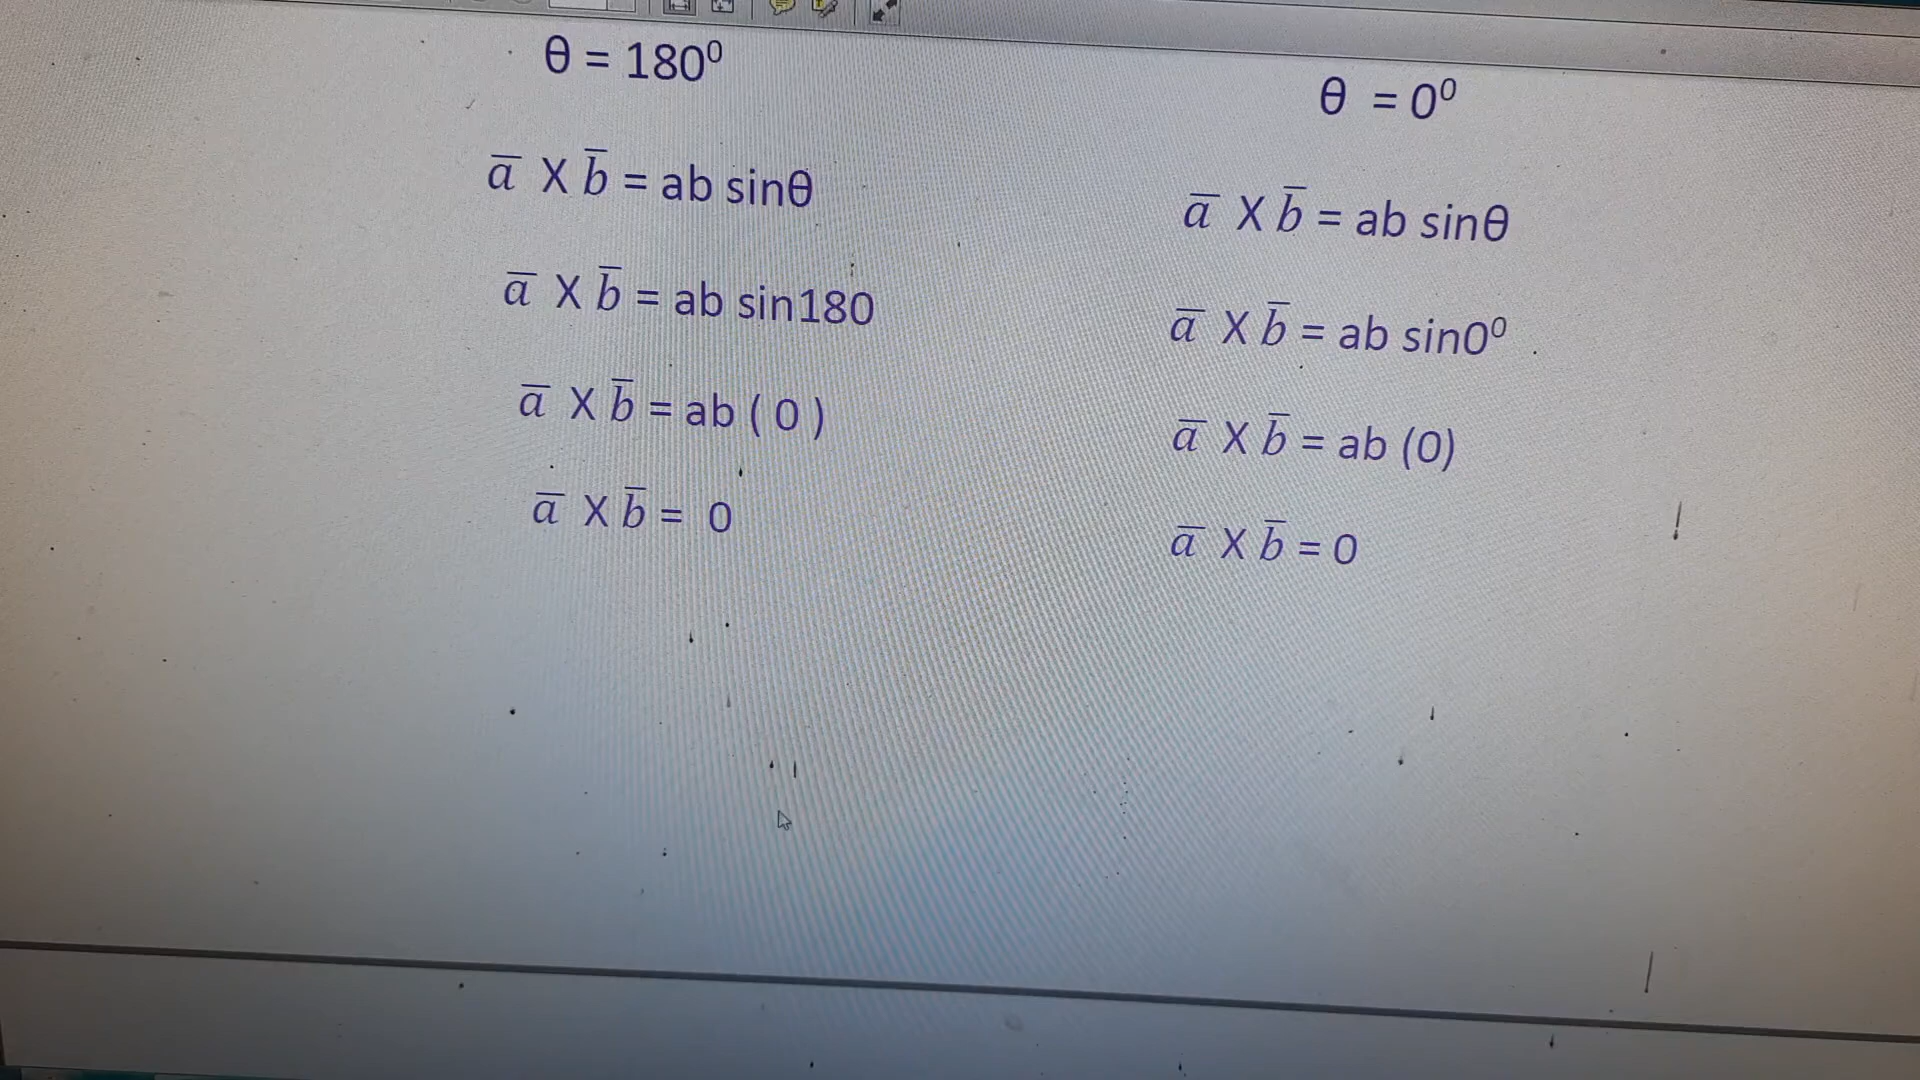 θ = 180⁰
a̅ X b̅ = ab sinθ
a̅ X b̅ = ab sin180
a̅ X b̅ = ab ( 0 )
a̅ X b̅ = 0
θ = 0⁰
a̅ X b̅ = ab sinθ
a̅ X b̅ = ab sin0⁰
a̅ X b̅ = ab (0)
a̅ X b̅ = 0